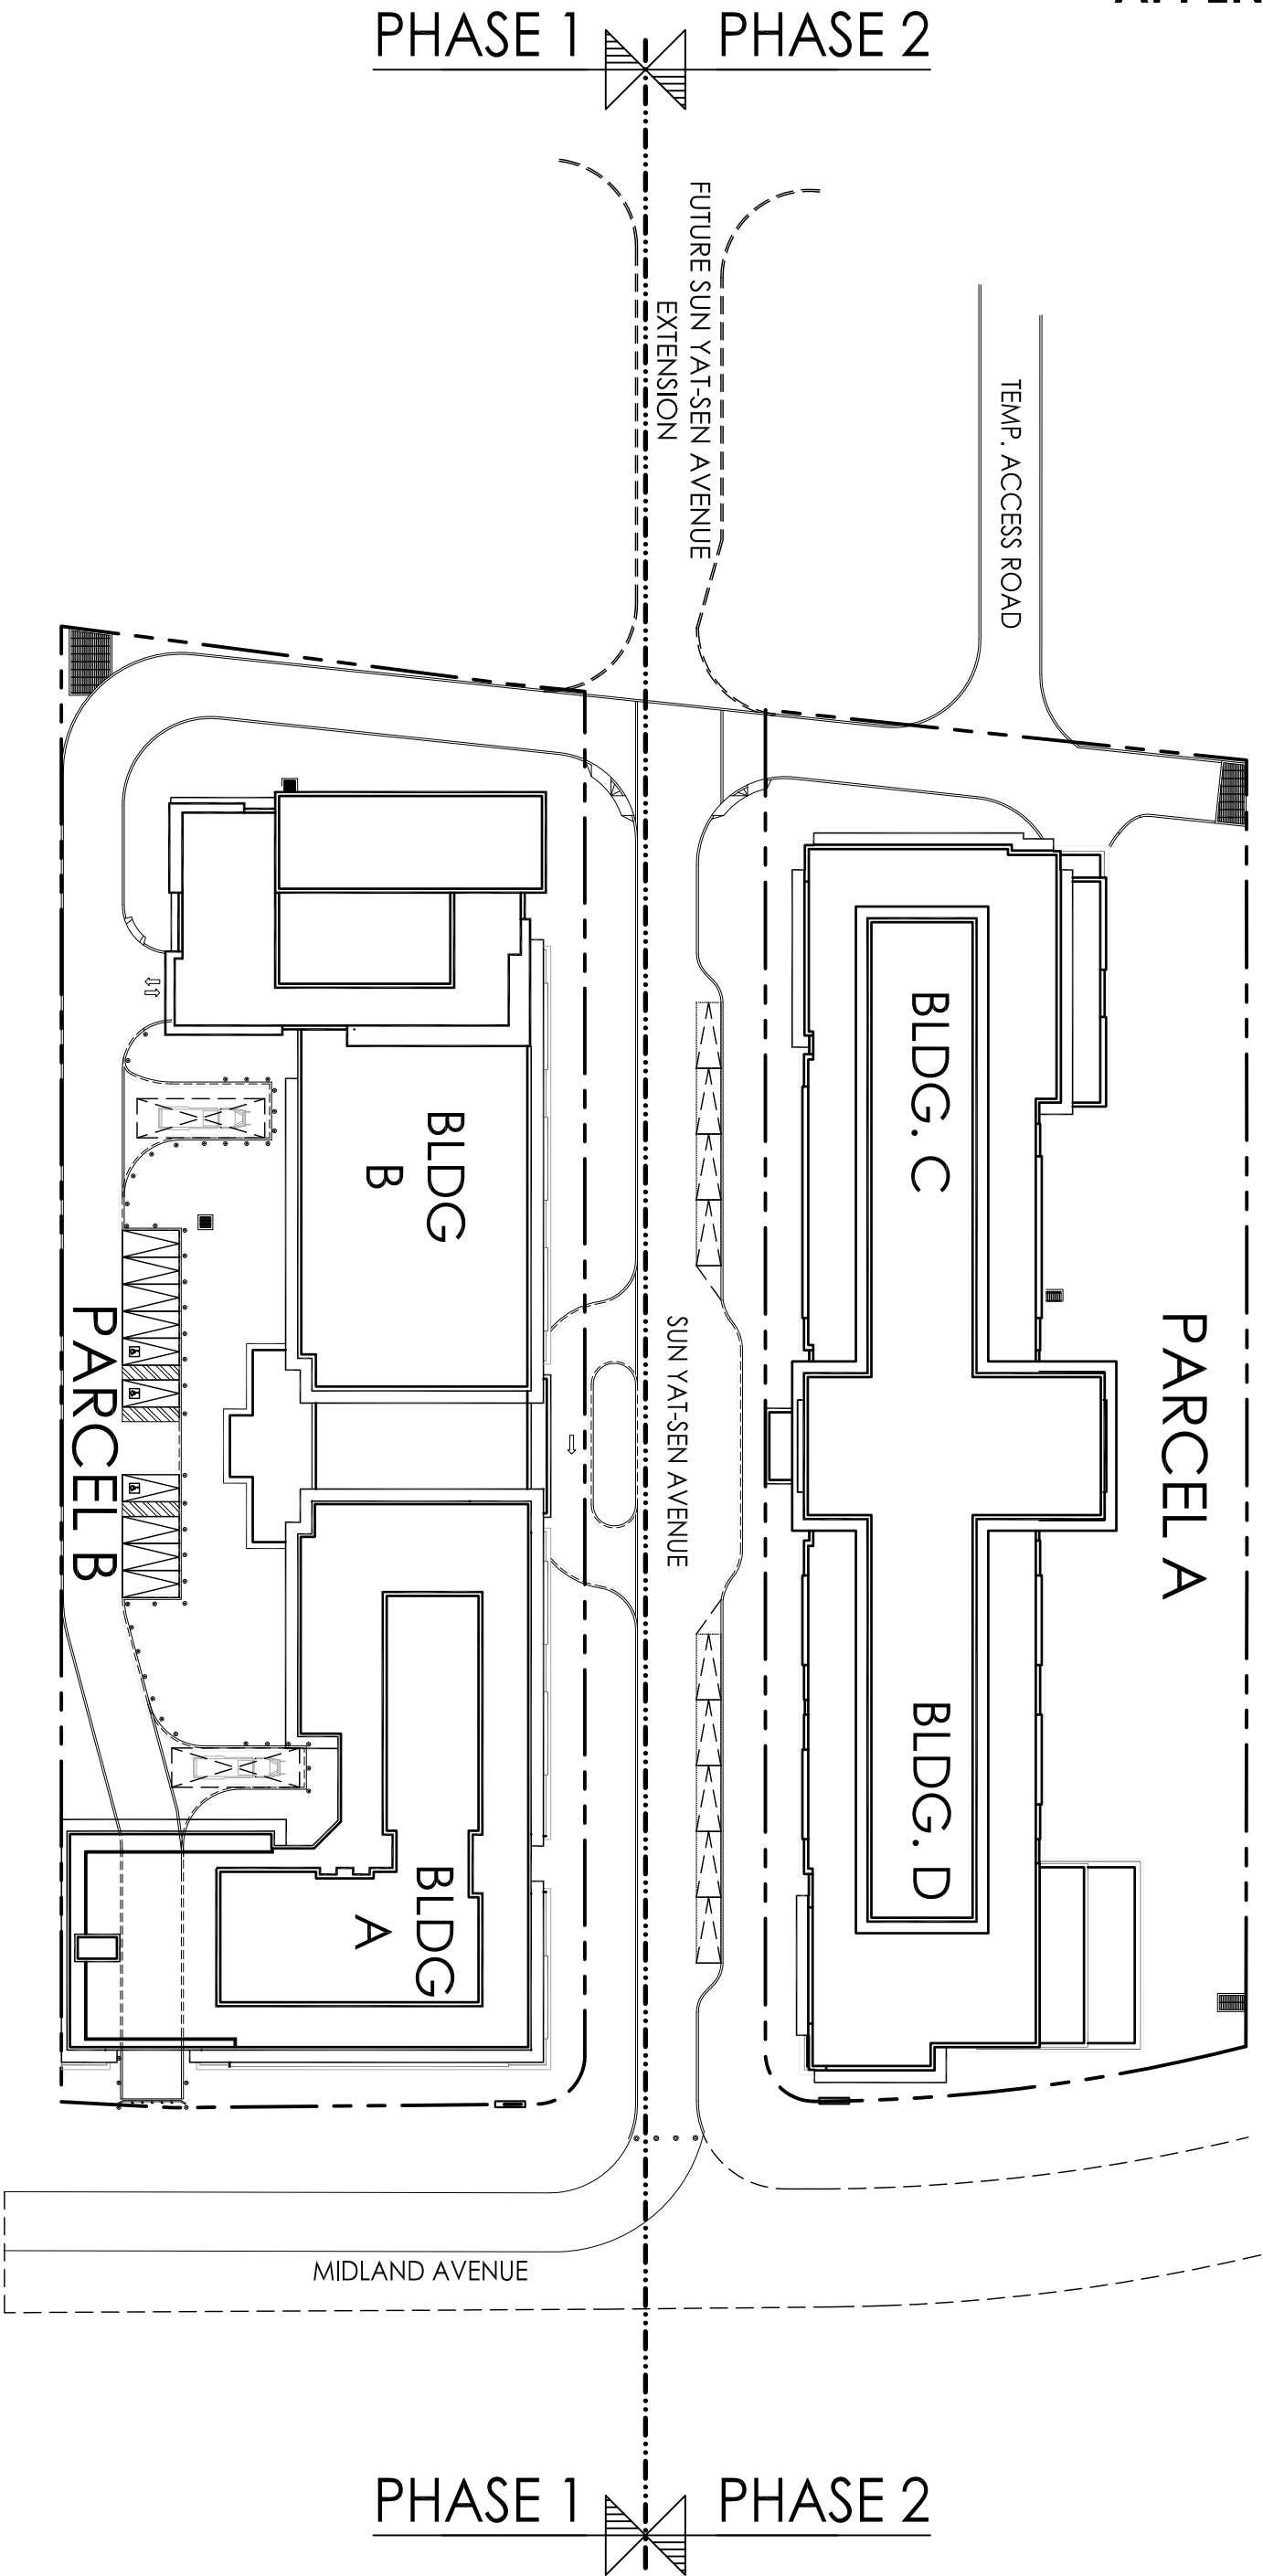 PHASE 1
PHASE 2
FUTURE SUN YAT-SEN AVENUE
EXTENSION
TEMP. ACCESS ROAD
BLDG. C
BLDG
B
PARCEL B
SUN YAT-SEN AVENUE
PARCEL A
BLDG. D
BLDG
A
MIDLAND AVENUE
PHASE 1
PHASE 2